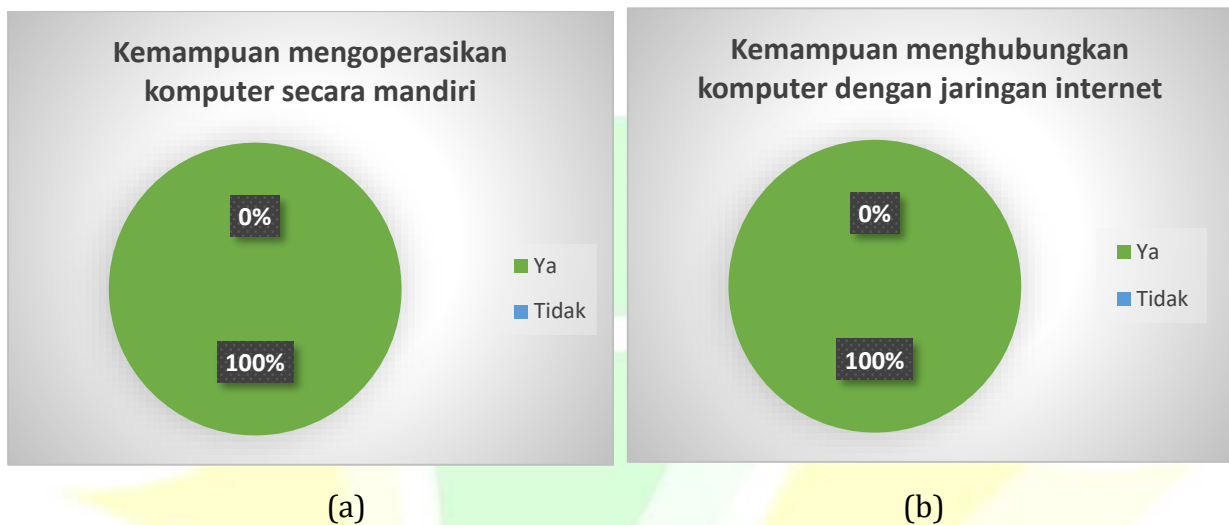 Kemampuan mengoperasikan
komputer secara mandiri
0%
100%
Ya
Tidak
(a)
Kemampuan menghubungkan
komputer dengan jaringan internet
0%
100%
Ya
Tidak
(b)